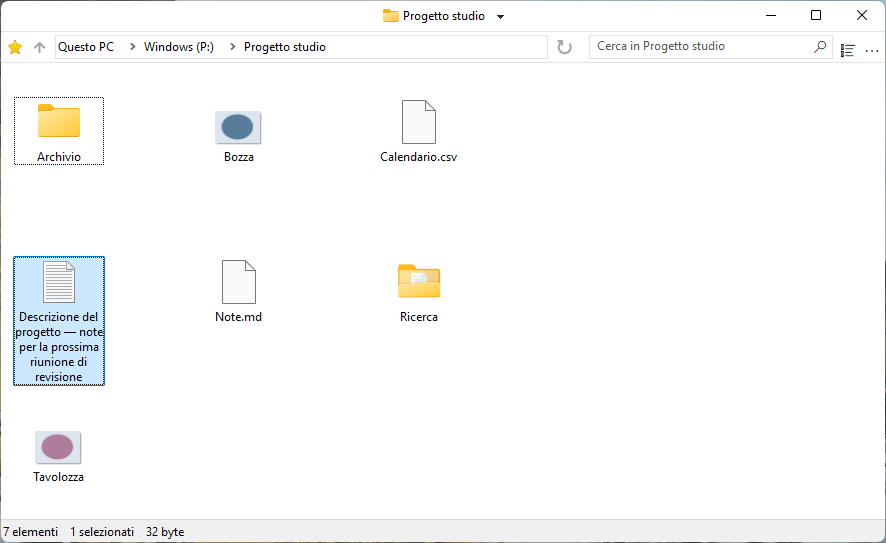 Progetto studio
Questo PC > Windows (P:) > Progetto studio
Cerca in Progetto studio
Archivio
Bozza
Calendario.csv
Descrizione del
progetto — note
per la prossima
riunione di
revisione
Note.md
Ricerca
Tavolozza
7 elementi 1 selezionati 32 byte